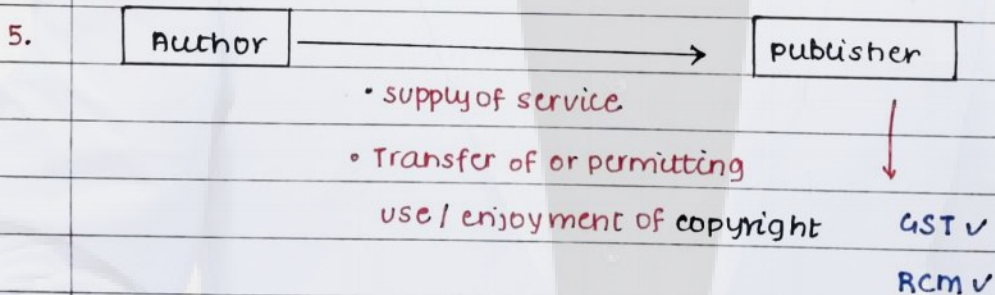 5. Author → publisher
• supply of service
• Transfer of or permitting
use / enjoyment of copyright GST ✓
RCM ✓